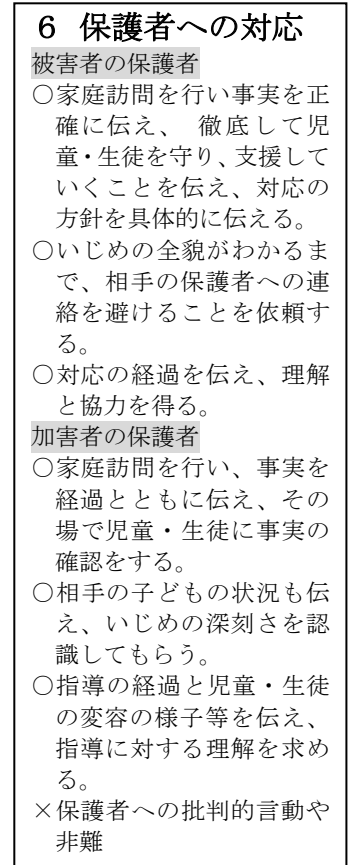 6 保護者への対応
被害者の保護者
○家庭訪問を行い事実を正
確に伝え、 徹底して児
童・生徒を守り、支援して
いくことを伝え、対応の
方針を具体的に伝える。
○いじめの全貌がわかるま
で、相手の保護者への連
絡を避けることを依頼す
る。
○対応の経過を伝え、理解
と協力を得る。
加害者の保護者
○家庭訪問を行い、事実を
経過とともに伝え、その
場で児童・生徒に事実の
確認をする。
○相手の子どもの状況も伝
え、いじめの深刻さを認
識してもらう。
○指導の経過と児童・生徒
の変容の様子等を伝え、
指導に対する理解を求め
る。
×保護者への批判的言動や
非難